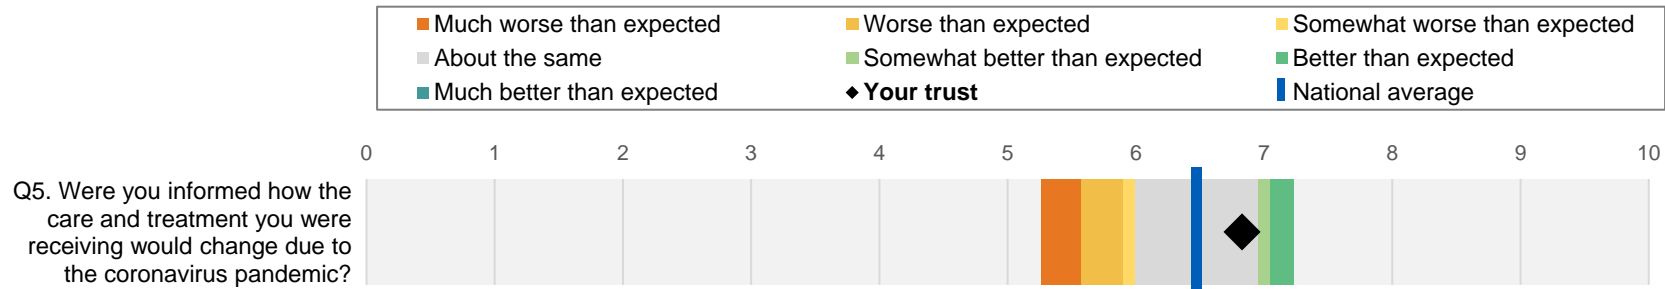 Much worse than expected
Worse than expected
Somewhat worse than expected
About the same
Somewhat better than expected
Better than expected
Much better than expected
Your trust
National average
0 1 2 3 4 5 6 7 8 9 10
Q5. Were you informed how the
care and treatment you were
receiving would change due to
the coronavirus pandemic?